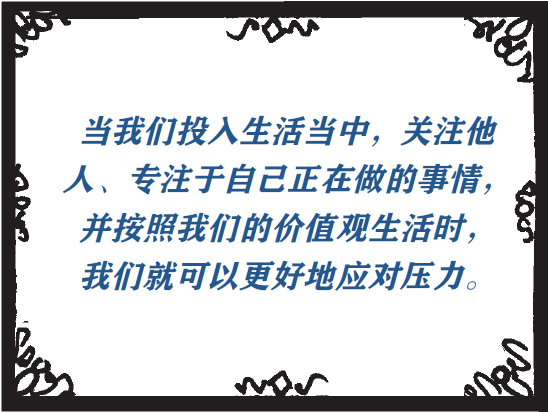 当我们投入生活当中，关注他
人、专注于自己正在做的事情，
并按照我们的价值观生活时，
我们就可以更好地应对压力。